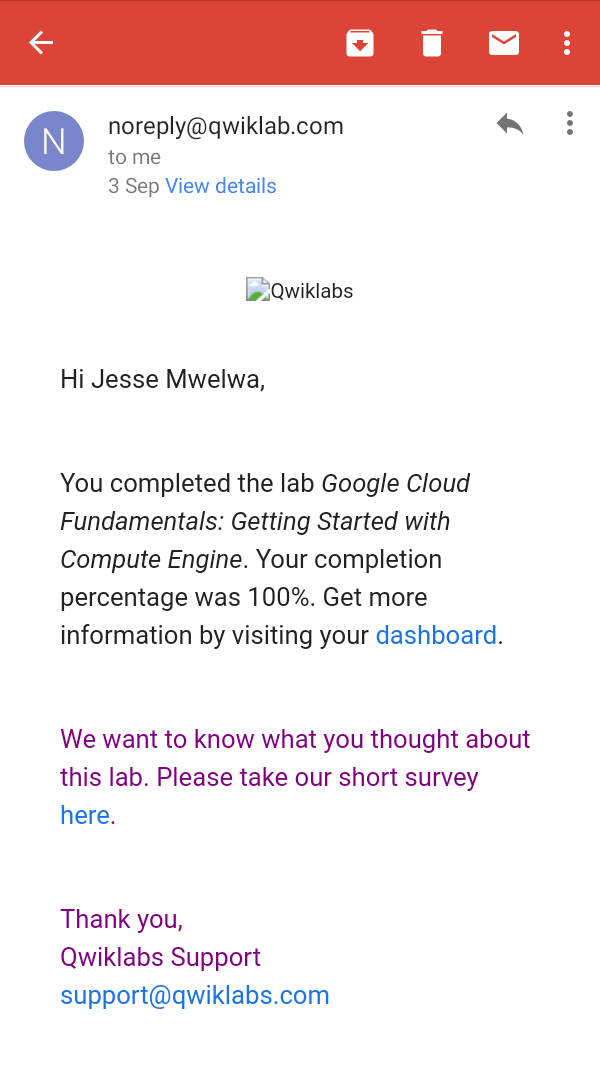 N
noreply@qwiklab.com
to me
3 Sep View details
Qwiklabs
Hi Jesse Mwelwa,
You completed the lab Google Cloud
Fundamentals: Getting Started with
Compute Engine. Your completion
percentage was 100%. Get more
information by visiting your dashboard.
We want to know what you thought about
this lab. Please take our short survey
here.
Thank you,
Qwiklabs Support
support@qwiklabs.com